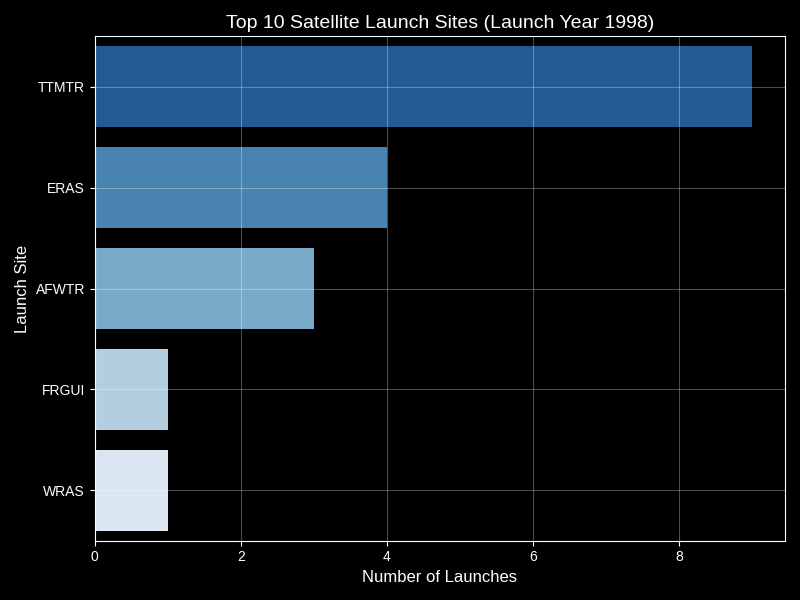 Top 10 Satellite Launch Sites (Launch Year 1998)
Launch Site
TTMTR
ERAS
AFWTR
FRGUI
WRAS
0 2 4 6 8
Number of Launches